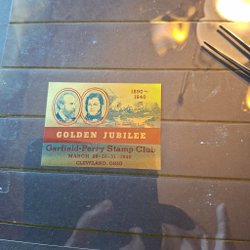 1890-
1940
GOLDEN JUBILEE
Garfield-Perry Stamp Club
MARCH 29-30-31 1940
CLEVELAND, OHIO